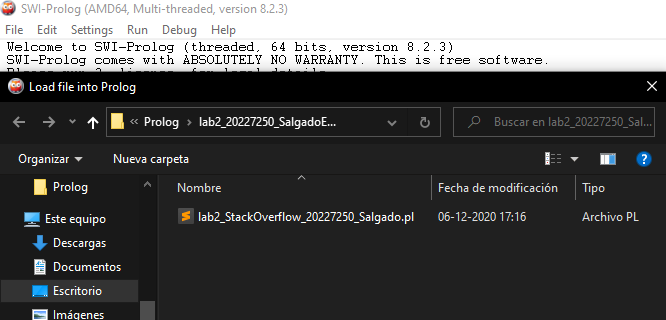 SWI-Prolog (AMD64, Multi-threaded, version 8.2.3)
File Edit Settings Run Debug Help
Welcome to SWI-Prolog (threaded, 64 bits, version 8.2.3)
SWI-Prolog comes with ABSOLUTELY NO WARRANTY. This is free software.
Load file into Prolog
« Prolog > lab2_20227250_SalgadoE...
Buscar en lab2_20227250_Sal...
Organizar
Nueva carpeta
Prolog
Este equipo
Descargas
Documentos
Escritorio
Imágenes
Nombre Fecha de modificación Tipo
lab2_StackOverflow_20227250_Salgado.pl 06-12-2020 17:16 Archivo PL